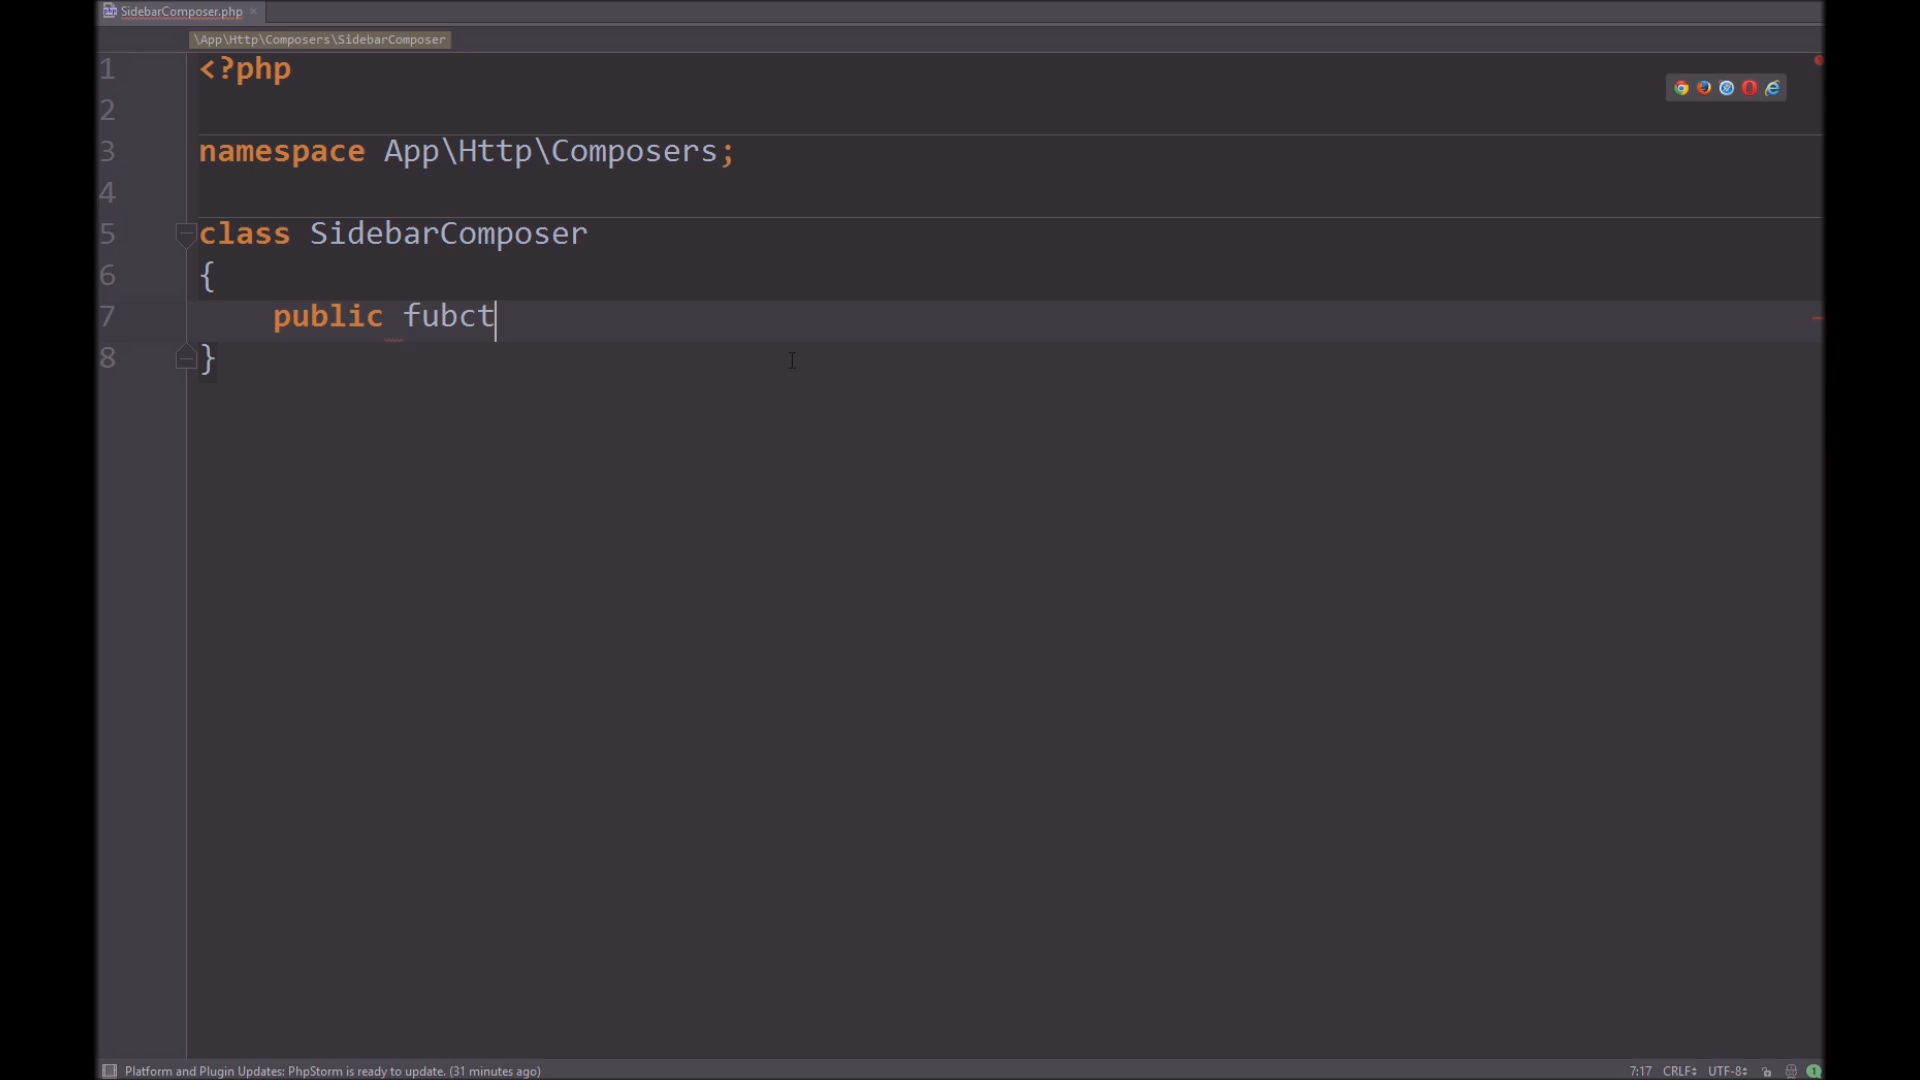 SidebarComposer.php
\App\Http\Composers\SidebarComposer
1 <?php
2
3 namespace App\Http\Composers;
4
5 class SidebarComposer
6 {
7 public fubct
8 }
Platform and Plugin Updates: PhpStorm is ready to update. (31 minutes ago)
7:17 CRLF UTF-8 1